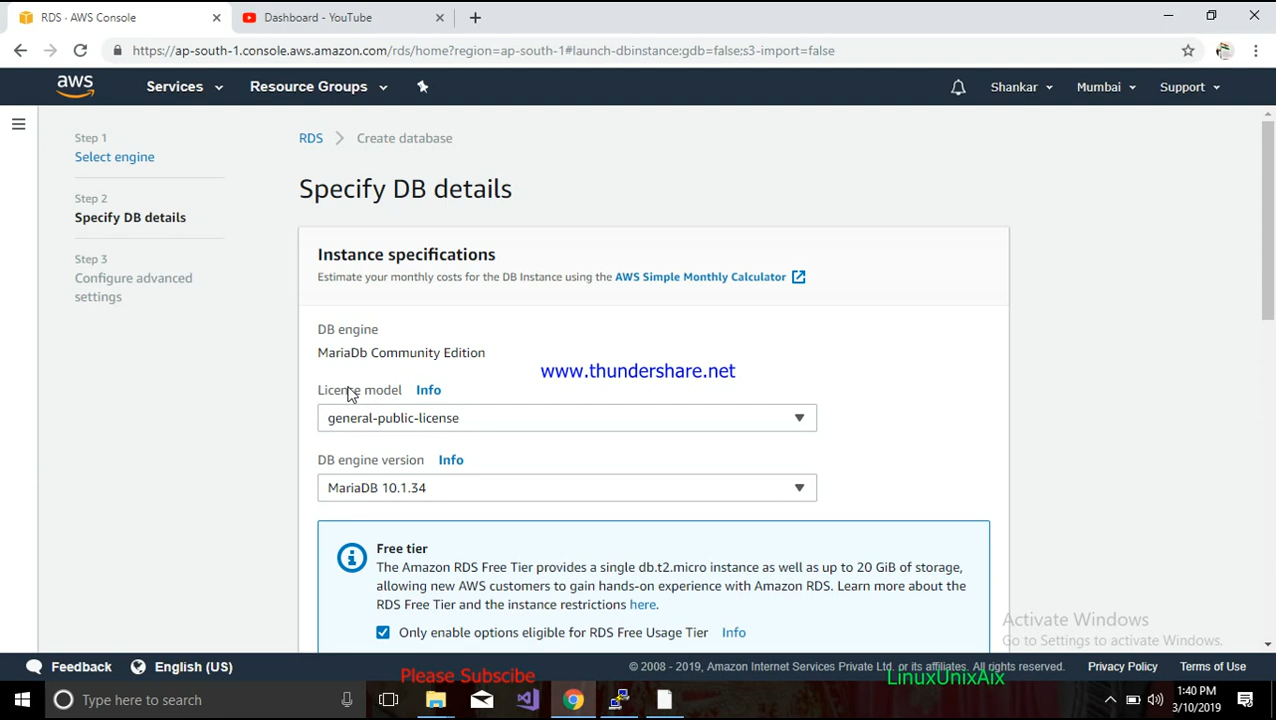 RDS · AWS Console
Dashboard - YouTube
https://ap-south-1.console.aws.amazon.com/rds/home?region=ap-south-1#launch-dbinstance:gdb=false;s3-import=false
aws
Services
Resource Groups
Shankar
Mumbai
Support
Step 1
Select engine
Step 2
Specify DB details
Step 3
Configure advanced
settings
RDS
Create database
Specify DB details
Instance specifications
Estimate your monthly costs for the DB Instance using the AWS Simple Monthly Calculator
DB engine
MariaDb Community Edition
www.thundershare.net
License model Info
general-public-license
DB engine version Info
MariaDB 10.1.34
Free tier
The Amazon RDS Free Tier provides a single db.t2.micro instance as well as up to 20 GiB of storage,
allowing new AWS customers to gain hands-on experience with Amazon RDS. Learn more about the
RDS Free Tier and the instance restrictions here.
Only enable options eligible for RDS Free Usage Tier Info
Activate Windows
Go to Settings to activate Windows.
Feedback
English (US)
© 2008 - 2019, Amazon Internet Services Private Ltd. or its affiliates. All rights reserved.
Privacy Policy
Terms of Use
Please Subscribe
LinuxUnixAix
Type here to search
1:40 PM
3/10/2019